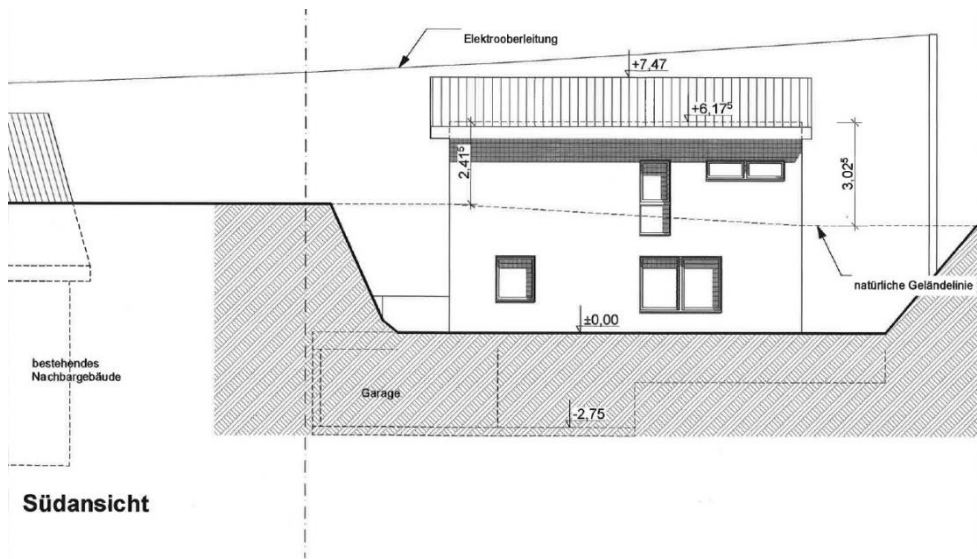 Elektrooberleitung
+7,47
+6,17⁵
2,41⁵
3,02⁵
natürliche Geländelinie
±0,00
bestehendes
Nachbargebäude
Garage
-2,75
Südansicht